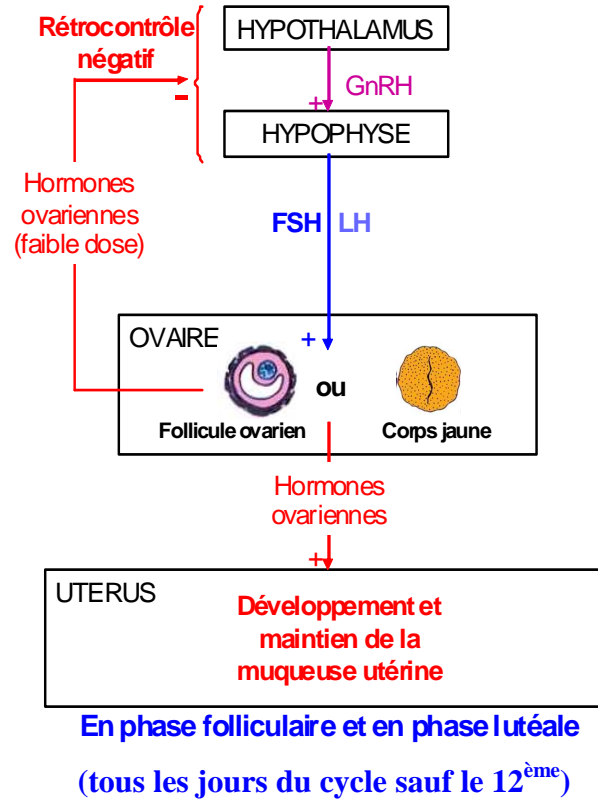 Rétrocontrôle
négatif
-
HYPOTHALAMUS
GnRH
+
HYPOPHYSE
Hormones
ovariennes
(faible dose)
FSH LH
+
OVAIRE
ou
Follicule ovarien
Corps jaune
Hormones
ovariennes
+
UTERUS
Développement et
maintien de la
muqueuse utérine
En phase folliculaire et en phase lutéale
(tous les jours du cycle sauf le 12ème)